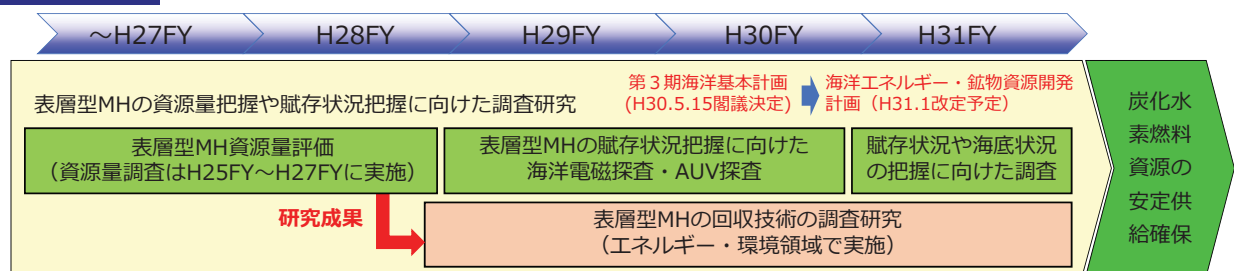 ～H27FY
H28FY
H29FY
H30FY
H31FY
第３期海洋基本計画
(H30.5.15閣議決定)
海洋エネルギー・鉱物資源開発
計画（H31.1改定予定）
表層型MHの資源量把握や賦存状況把握に向けた調査研究
表層型MH資源量評価
（資源量調査はH25FY～H27FYに実施）
表層型MHの賦存状況把握に向けた
海洋電磁探査・AUV探査
賦存状況や海底状況
の把握に向けた調査
研究成果
表層型MHの回収技術の調査研究
（エネルギー・環境領域で実施）
炭化水
素燃料
資源の
安定供
給確保